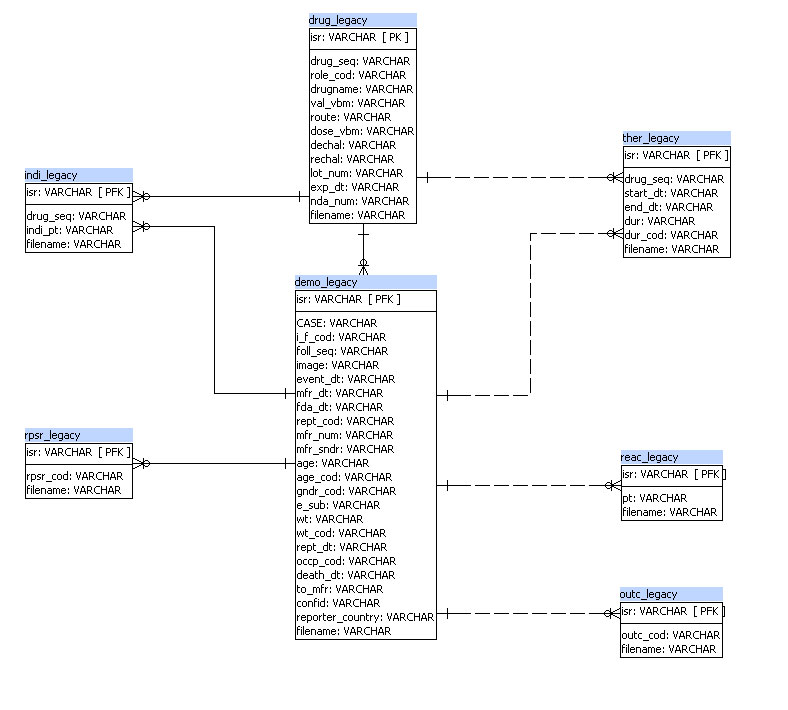 drug_legacy
isr: VARCHAR [ PK ]
drug_seq: VARCHAR
role_cod: VARCHAR
drugname: VARCHAR
val_vbm: VARCHAR
route: VARCHAR
dose_vbm: VARCHAR
dechal: VARCHAR
rechal: VARCHAR
lot_num: VARCHAR
exp_dt: VARCHAR
nda_num: VARCHAR
filename: VARCHAR
ther_legacy
isr: VARCHAR [ PFK ]
drug_seq: VARCHAR
start_dt: VARCHAR
end_dt: VARCHAR
dur: VARCHAR
dur_cod: VARCHAR
filename: VARCHAR
indi_legacy
isr: VARCHAR [ PFK ]
drug_seq: VARCHAR
indi_pt: VARCHAR
filename: VARCHAR
demo_legacy
isr: VARCHAR [ PFK ]
CASE: VARCHAR
i_f_cod: VARCHAR
foll_seq: VARCHAR
image: VARCHAR
event_dt: VARCHAR
mfr_dt: VARCHAR
fda_dt: VARCHAR
rept_cod: VARCHAR
mfr_num: VARCHAR
mfr_sndr: VARCHAR
age: VARCHAR
age_cod: VARCHAR
gndr_cod: VARCHAR
e_sub: VARCHAR
wt: VARCHAR
wt_cod: VARCHAR
rept_dt: VARCHAR
occp_cod: VARCHAR
death_dt: VARCHAR
to_mfr: VARCHAR
confid: VARCHAR
reporter_country: VARCHAR
filename: VARCHAR
rpsr_legacy
isr: VARCHAR [ PFK ]
rpsr_cod: VARCHAR
filename: VARCHAR
reac_legacy
isr: VARCHAR [ PFK ]
pt: VARCHAR
filename: VARCHAR
outc_legacy
isr: VARCHAR [ PFK ]
outc_cod: VARCHAR
filename: VARCHAR